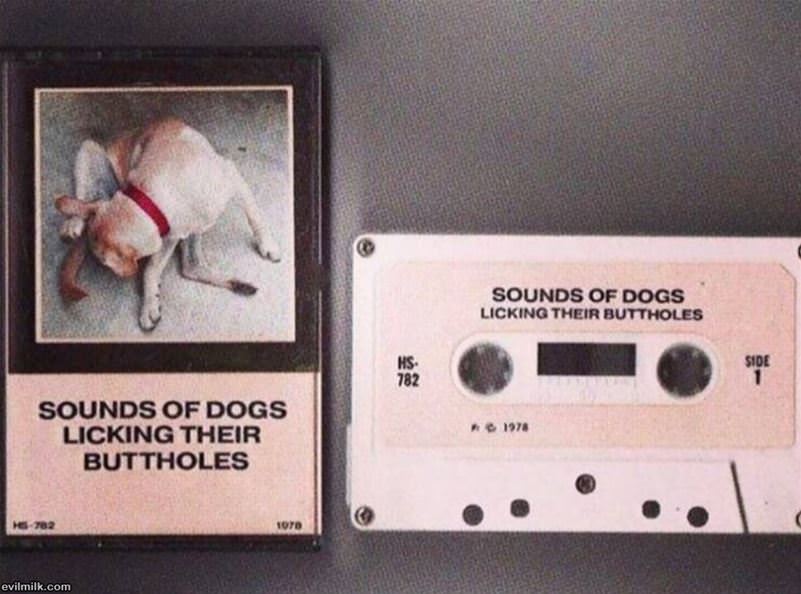 SOUNDS OF DOGS
LICKING THEIR
BUTTHOLES
HS-782
1978
SOUNDS OF DOGS
LICKING THEIR BUTTHOLES
HS-
782
SIDE
1
℗ © 1978
evilmilk.com